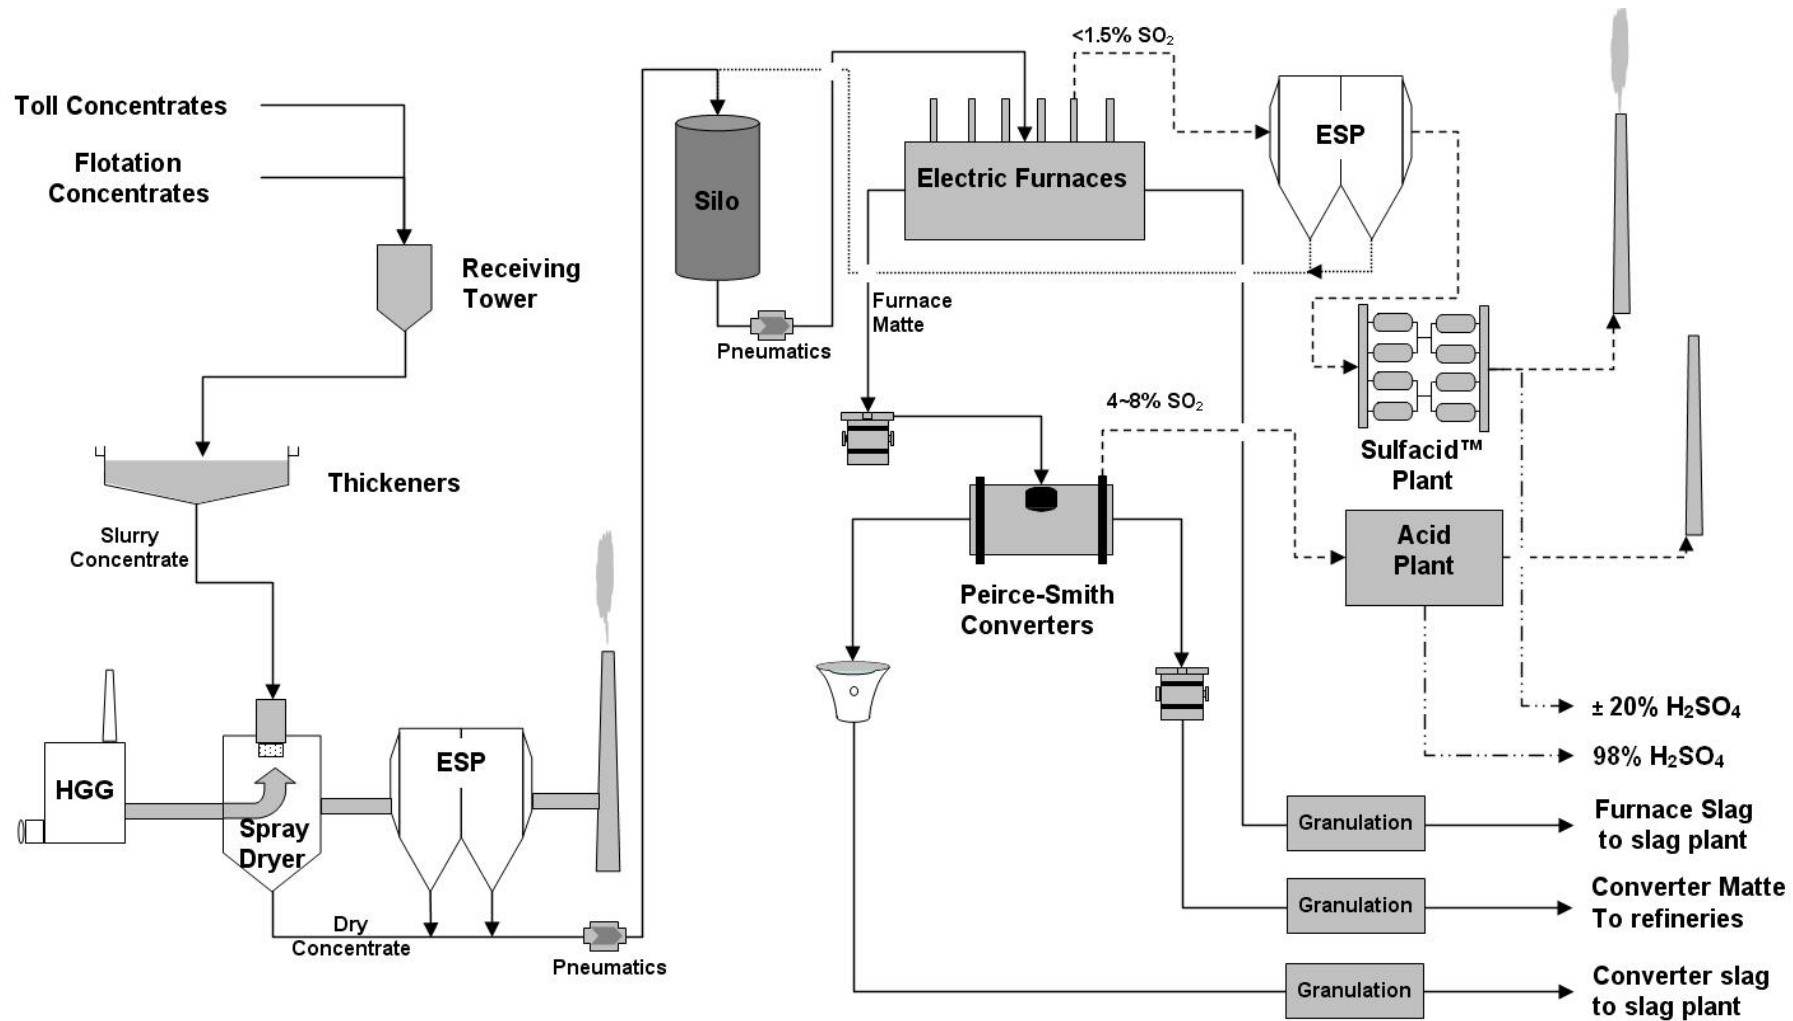 <1.5% SO₂
Toll Concentrates
Flotation
Concentrates
ESP
Electric Furnaces
Silo
Receiving
Tower
Furnace
Matte
Pneumatics
4~8% SO₂
Sulfacid™
Plant
Thickeners
Slurry
Concentrate
Acid
Plant
Peirce-Smith
Converters
± 20% H₂SO₄
98% H₂SO₄
ESP
HGG
Spray
Dryer
Granulation
Furnace Slag
to slag plant
Granulation
Converter Matte
To refineries
Dry
Concentrate
Pneumatics
Granulation
Converter slag
to slag plant